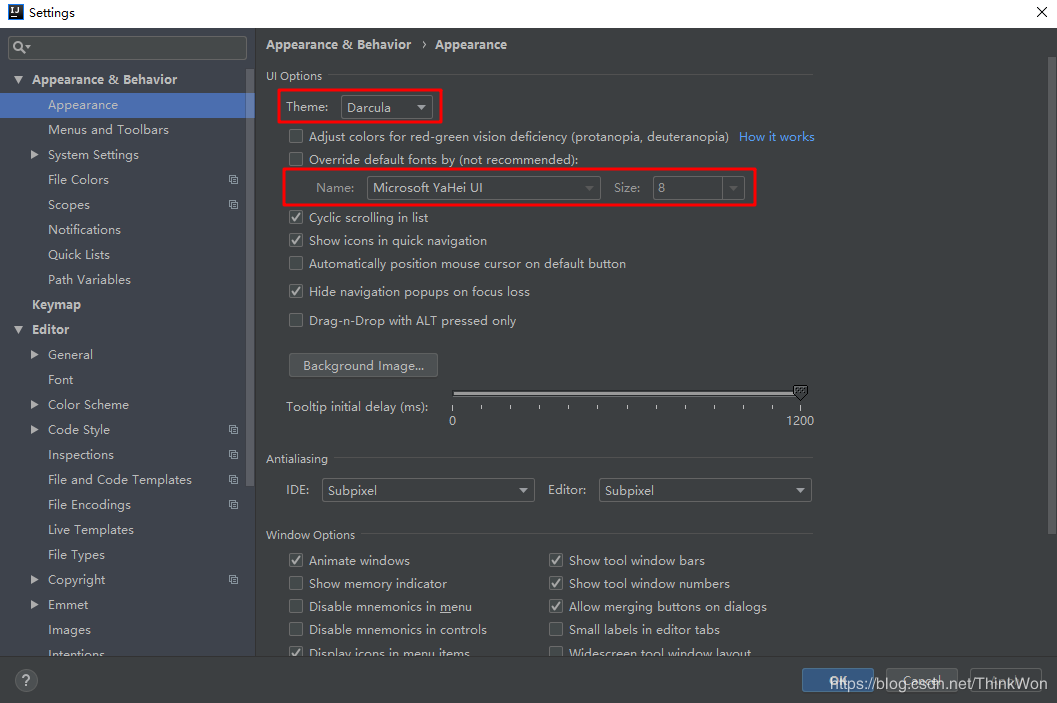 IJ Settings
Appearance & Behavior › Appearance
Appearance & Behavior
Appearance
Menus and Toolbars
System Settings
File Colors
Scopes
Notifications
Quick Lists
Path Variables
Keymap
Editor
General
Font
Color Scheme
Code Style
Inspections
File and Code Templates
File Encodings
Live Templates
File Types
Copyright
Emmet
Images
Intentions
UI Options
Theme: Darcula
Adjust colors for red-green vision deficiency (protanopia, deuteranopia) How it works
Override default fonts by (not recommended):
Name: Microsoft YaHei UI Size: 8
Cyclic scrolling in list
Show icons in quick navigation
Automatically position mouse cursor on default button
Hide navigation popups on focus loss
Drag-n-Drop with ALT pressed only
Background Image...
Tooltip initial delay (ms):
0 1200
Antialiasing
IDE: Subpixel Editor: Subpixel
Window Options
Animate windows Show tool window bars
Show memory indicator Show tool window numbers
Disable mnemonics in menu Allow merging buttons on dialogs
Disable mnemonics in controls Small labels in editor tabs
Display icons in menu items Widescreen tool window layout
? OK Cancel
https://blog.csdn.net/ThinkWon